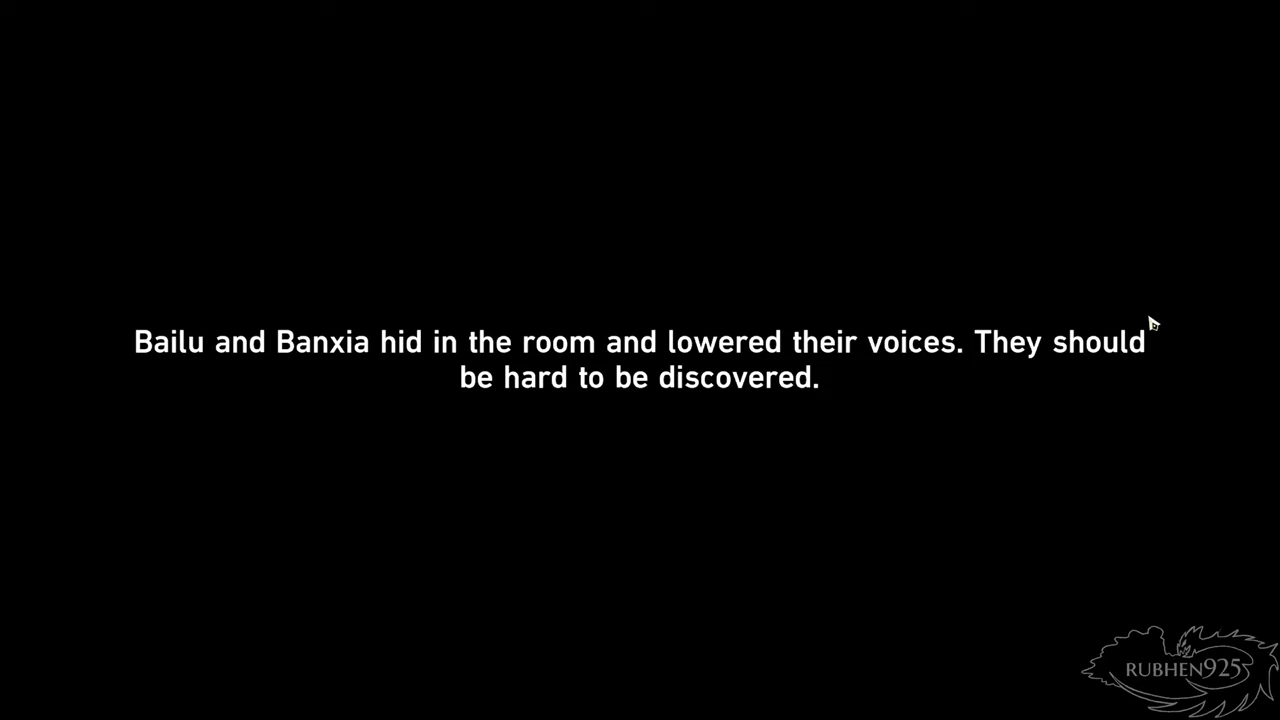 Bailu and Banxia hid in the room and lowered their voices. They should
be hard to be discovered.
RUBHEN925